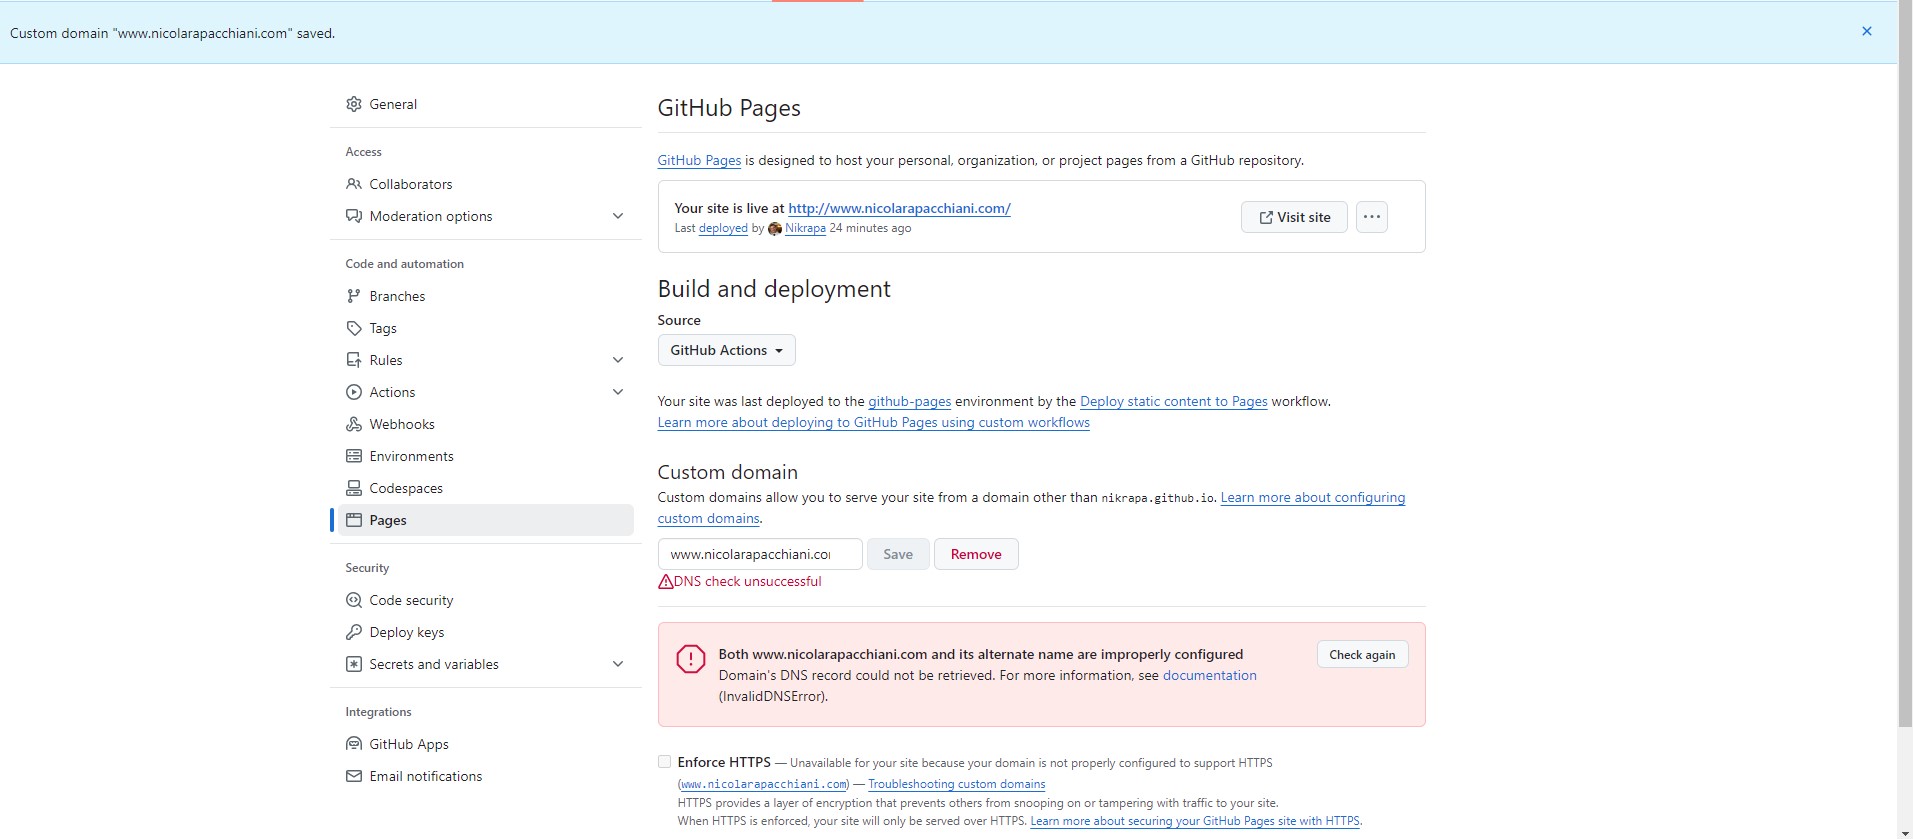 Custom domain "www.nicolarapacchiani.com" saved.
General
Access
Collaborators
Moderation options
Code and automation
Branches
Tags
Rules
Actions
Webhooks
Environments
Codespaces
Pages
Security
Code security
Deploy keys
Secrets and variables
Integrations
GitHub Apps
Email notifications
GitHub Pages
GitHub Pages is designed to host your personal, organization, or project pages from a GitHub repository.
Your site is live at http://www.nicolarapacchiani.com/
Last deployed by Nikrapa 24 minutes ago
Visit site
Build and deployment
Source
GitHub Actions
Your site was last deployed to the github-pages environment by the Deploy static content to Pages workflow.
Learn more about deploying to GitHub Pages using custom workflows
Custom domain
Custom domains allow you to serve your site from a domain other than nikrapa.github.io. Learn more about configuring
custom domains.
www.nicolarapacchiani.co
Save
Remove
DNS check unsuccessful
Both www.nicolarapacchiani.com and its alternate name are improperly configured
Domain's DNS record could not be retrieved. For more information, see documentation
(InvalidDNSError).
Check again
Enforce HTTPS — Unavailable for your site because your domain is not properly configured to support HTTPS
(www.nicolarapacchiani.com) — Troubleshooting custom domains
HTTPS provides a layer of encryption that prevents others from snooping on or tampering with traffic to your site.
When HTTPS is enforced, your site will only be served over HTTPS. Learn more about securing your GitHub Pages site with HTTPS.